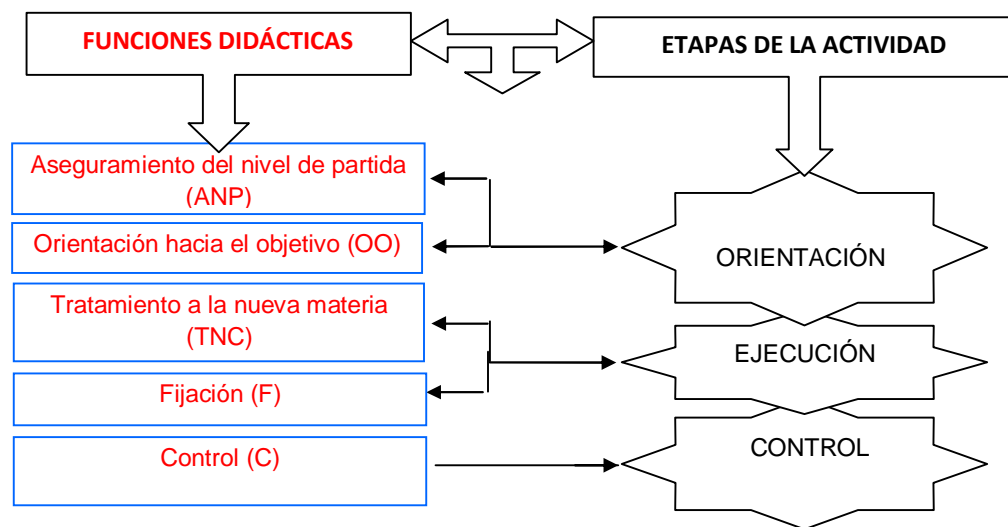 FUNCIONES DIDÁCTICAS
ETAPAS DE LA ACTIVIDAD
Aseguramiento del nivel de partida
(ANP)
Orientación hacia el objetivo (OO)
ORIENTACIÓN
Tratamiento a la nueva materia
(TNC)
EJECUCIÓN
Fijación (F)
Control (C)
CONTROL